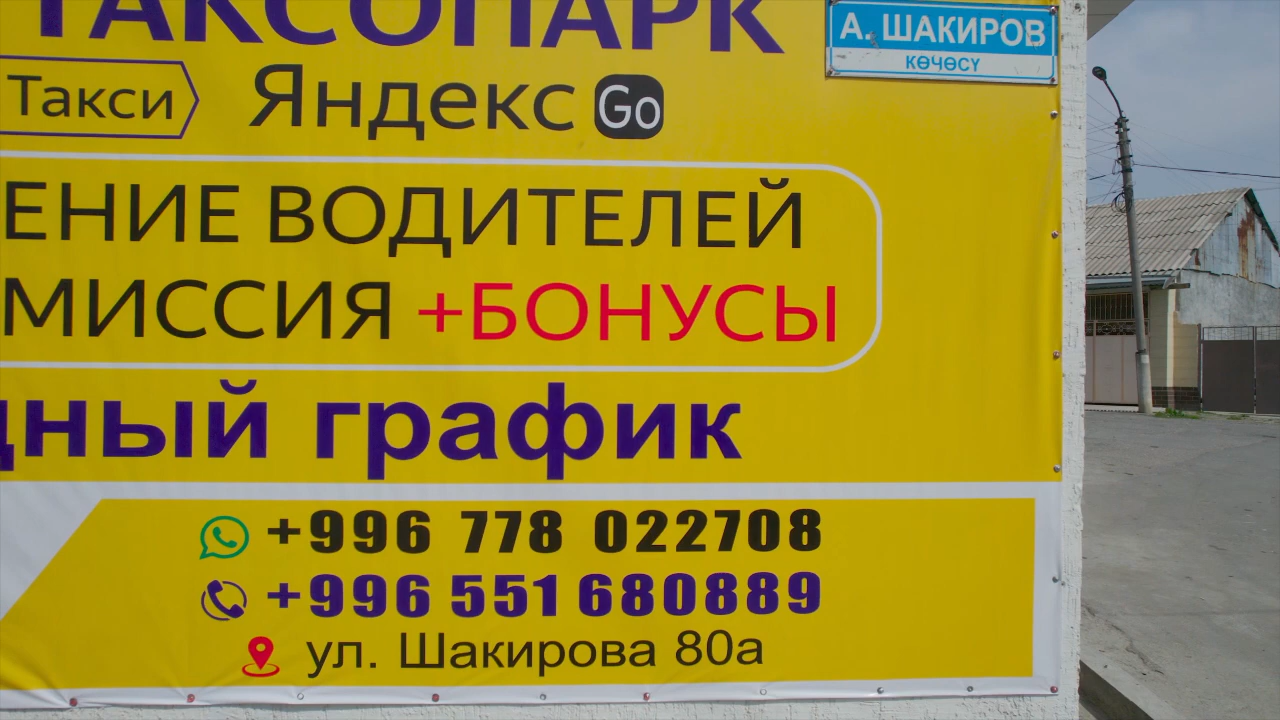 ТАКСОПАРК
А. ШАКИРОВ
КӨЧӨСҮ
Такси Яндекс Go
ЕНИЕ ВОДИТЕЛЕЙ
МИССИЯ +БОНУСЫ
дный график
+996 778 022708
+996 551 680889
ул. Шакирова 80а